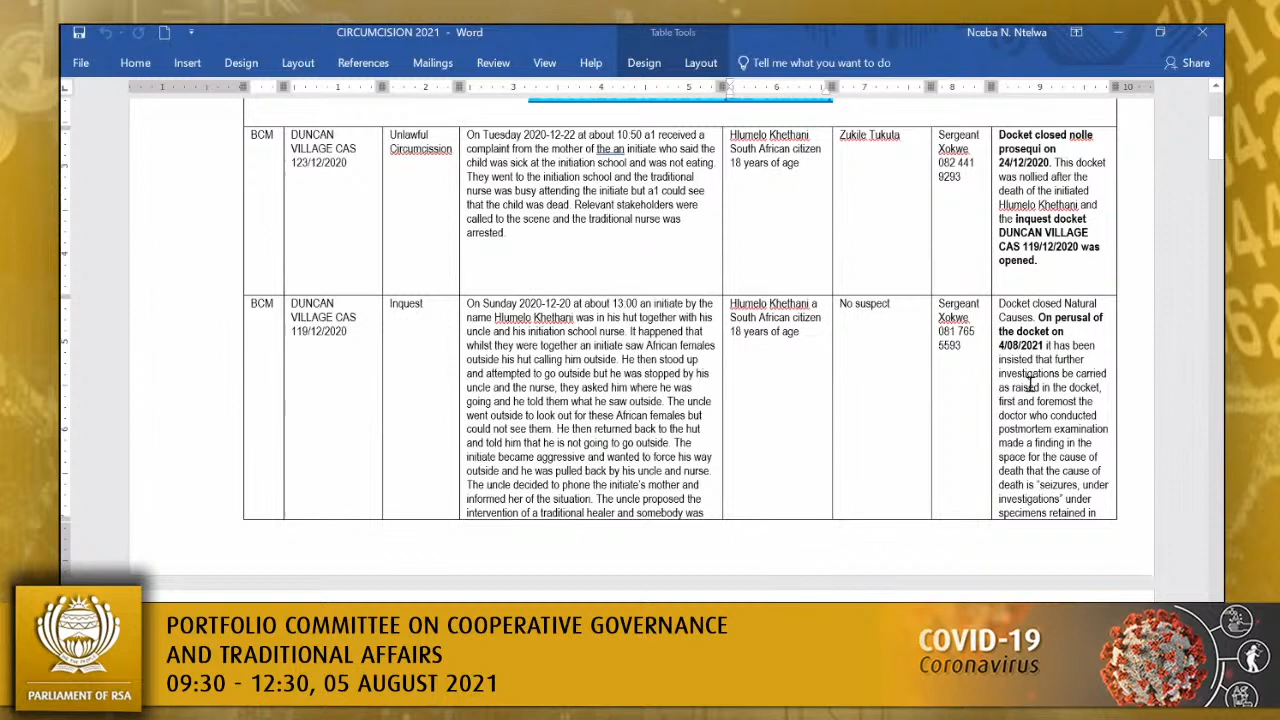 CIRCUMCISION 2021 - Word
Table Tools
Nceba N. Ntelwa
File
Home
Insert
Design
Layout
References
Mailings
Review
View
Help
Design
Layout
Tell me what you want to do
Share
1 1 2 3 4 5 6 7 8 9 10
BCM
DUNCAN
VILLAGE CAS
123/12/2020
Unlawful
Circumcission
On Tuesday 2020-12-22 at about 10:50 a1 received a
complaint from the mother of the an initiate who said the
child was sick at the initiation school and was not eating.
They went to the initiation school and the traditional
nurse was busy attending the initiate but a1 could see
that the child was dead. Relevant stakeholders were
called to the scene and the traditional nurse was
arrested.
Hlumelo Khethani
South African citizen
18 years of age
Zukile Tukuta
Sergeant
Xokwe
082 441
9293
Docket closed nolle
prosequi on
24/12/2020. This docket
was nollied after the
death of the initiated
Hlumelo Khethani and
the inquest docket
DUNCAN VILLAGE
CAS 119/12/2020 was
opened.
BCM
DUNCAN
VILLAGE CAS
119/12/2020
Inquest
On Sunday 2020-12-20 at about 13:00 an initiate by the
name Hlumelo Khethani was in his hut together with his
uncle and his initiation school nurse. It happened that
whilst they were together an initiate saw African females
outside his hut calling him outside. He then stood up
and attempted to go outside but he was stopped by his
uncle and the nurse, they asked him where he was
going and he told them what he saw outside. The uncle
went outside to look out for these African females but
could not see them. He then returned back to the hut
and told him that he is not going to go outside. The
initiate became aggressive and wanted to force his way
outside and he was pulled back by his uncle and nurse.
The uncle decided to phone the initiate's mother and
informed her of the situation. The uncle proposed the
intervention of a traditional healer and somebody was
Hlumelo Khethani a
South African citizen
18 years of age
No suspect
Sergeant
Xokwe
081 765
5593
Docket closed Natural
Causes. On perusal of
the docket on
4/08/2021 it has been
insisted that further
investigations be carried
as raised in the docket,
first and foremost the
doctor who conducted
postmortem examination
made a finding in the
space for the cause of
death that the cause of
death is "seizures, under
investigations" under
specimens retained in
PARLIAMENT OF RSA
PORTFOLIO COMMITTEE ON COOPERATIVE GOVERNANCE
AND TRADITIONAL AFFAIRS
09:30 - 12:30, 05 AUGUST 2021
COVID-19
Coronavirus